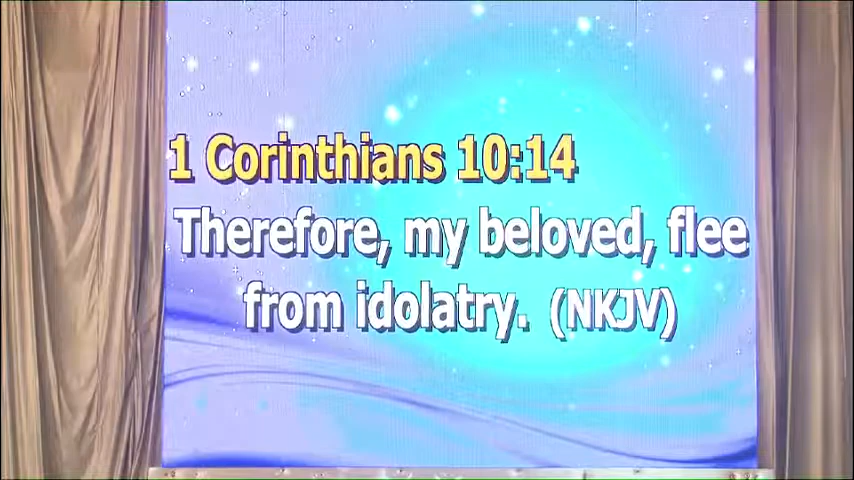 1 Corinthians 10:14
Therefore, my beloved, flee
from idolatry. (NKJV)